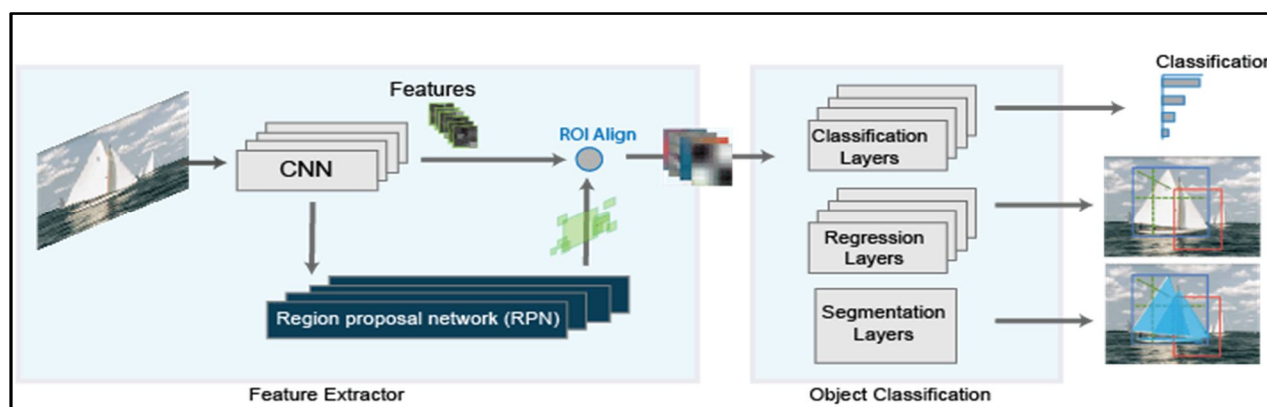 Features
ROI Align
CNN
Region proposal network (RPN)
Feature Extractor
Classification
Layers
Regression
Layers
Segmentation
Layers
Object Classification
Classification